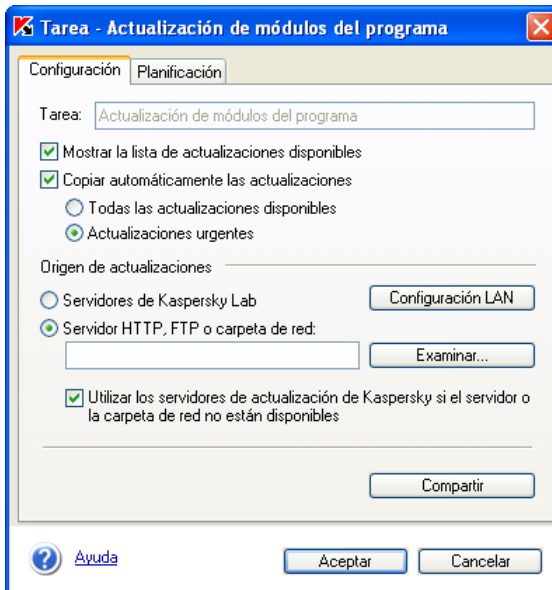 Tarea - Actualización de módulos del programa
Configuración
Planificación
Tarea: Actualización de módulos del programa
Mostrar la lista de actualizaciones disponibles
Copiar automáticamente las actualizaciones
Todas las actualizaciones disponibles
Actualizaciones urgentes
Origen de actualizaciones
Servidores de Kaspersky Lab
Configuración LAN
Servidor HTTP, FTP o carpeta de red:
Examinar...
Utilizar los servidores de actualización de Kaspersky si el servidor o
la carpeta de red no están disponibles
Compartir
Ayuda
Aceptar
Cancelar